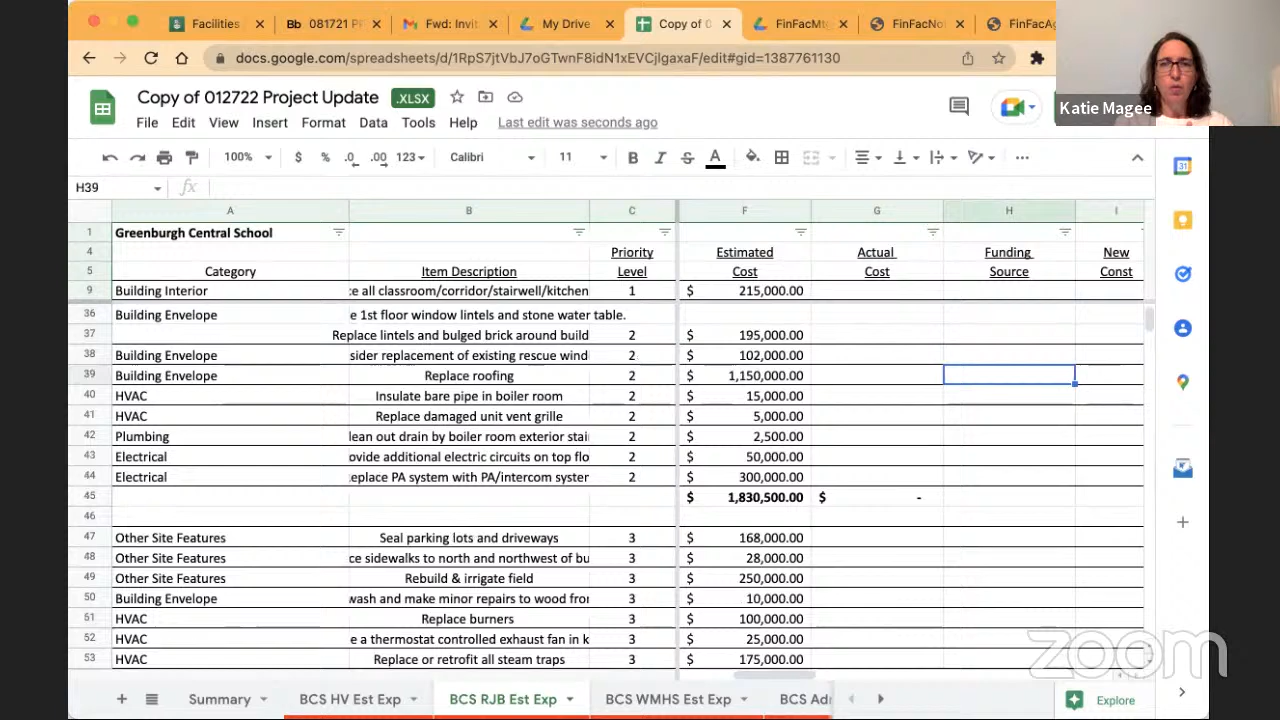 Facilities
Bb 081721 P
Fwd: Invi
My Drive
Copy of 0
FinFacMt
FinFacNo
FinFacA
docs.google.com/spreadsheets/d/1RpS7jtVbJ7oGTwnF8idN1xEVCjIgaxaF/edit#gid=1387761130
Katie Magee
Copy of 012722 Project Update .XLSX
File Edit View Insert Format Data Tools Help Last edit was seconds ago
100% $ % .0 .00 123 Calibri 11 B I S A
H39 fx
31
A B C F G H I
1 Greenburgh Central School
4 Priority Estimated Actual Funding New
5 Category Item Description Level Cost Cost Source Const
9 Building Interior ce all classroom/corridor/stairwell/kitchen 1 $ 215,000.00
36 Building Envelope e 1st floor window lintels and stone water table.
37 Replace lintels and bulged brick around build 2 $ 195,000.00
38 Building Envelope sider replacement of existing rescue wind 2 $ 102,000.00
39 Building Envelope Replace roofing 2 $ 1,150,000.00
40 HVAC Insulate bare pipe in boiler room 2 $ 15,000.00
41 HVAC Replace damaged unit vent grille 2 $ 5,000.00
42 Plumbing lean out drain by boiler room exterior stai 2 $ 2,500.00
43 Electrical ovide additional electric circuits on top flo 2 $ 50,000.00
44 Electrical eplace PA system with PA/intercom syster 2 $ 300,000.00
45 $ 1,830,500.00 $ -
46
47 Other Site Features Seal parking lots and driveways 3 $ 168,000.00
48 Other Site Features ce sidewalks to north and northwest of bu 3 $ 28,000.00
49 Other Site Features Rebuild & irrigate field 3 $ 250,000.00
50 Building Envelope wash and make minor repairs to wood fror 3 $ 10,000.00
51 HVAC Replace burners 3 $ 100,000.00
52 HVAC e a thermostat controlled exhaust fan in k 3 $ 25,000.00
53 HVAC Replace or retrofit all steam traps 3 $ 175,000.00
zoom
Summary BCS HV Est Exp BCS RJB Est Exp BCS WMHS Est Exp BCS Adr Explore